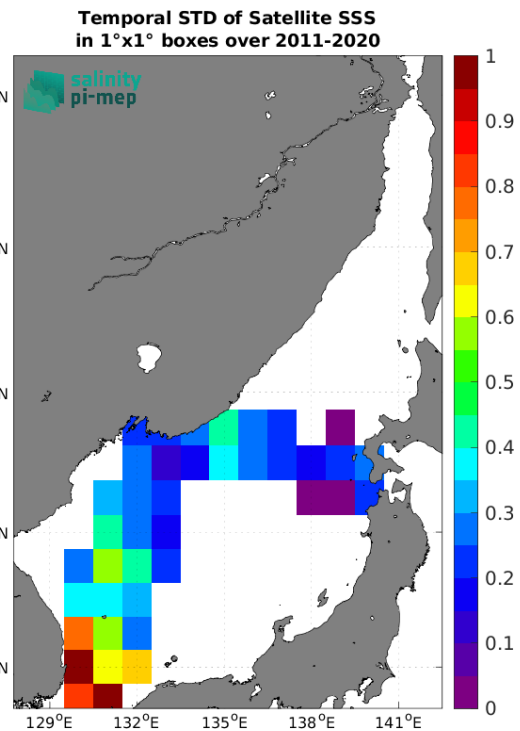 Temporal STD of Satellite SSS
in 1°x1° boxes over 2011-2020
salinity
pi-mep
N
N
N
N
N
129°E 132°E 135°E 138°E 141°E
1
0.9
0.8
0.7
0.6
0.5
0.4
0.3
0.2
0.1
0